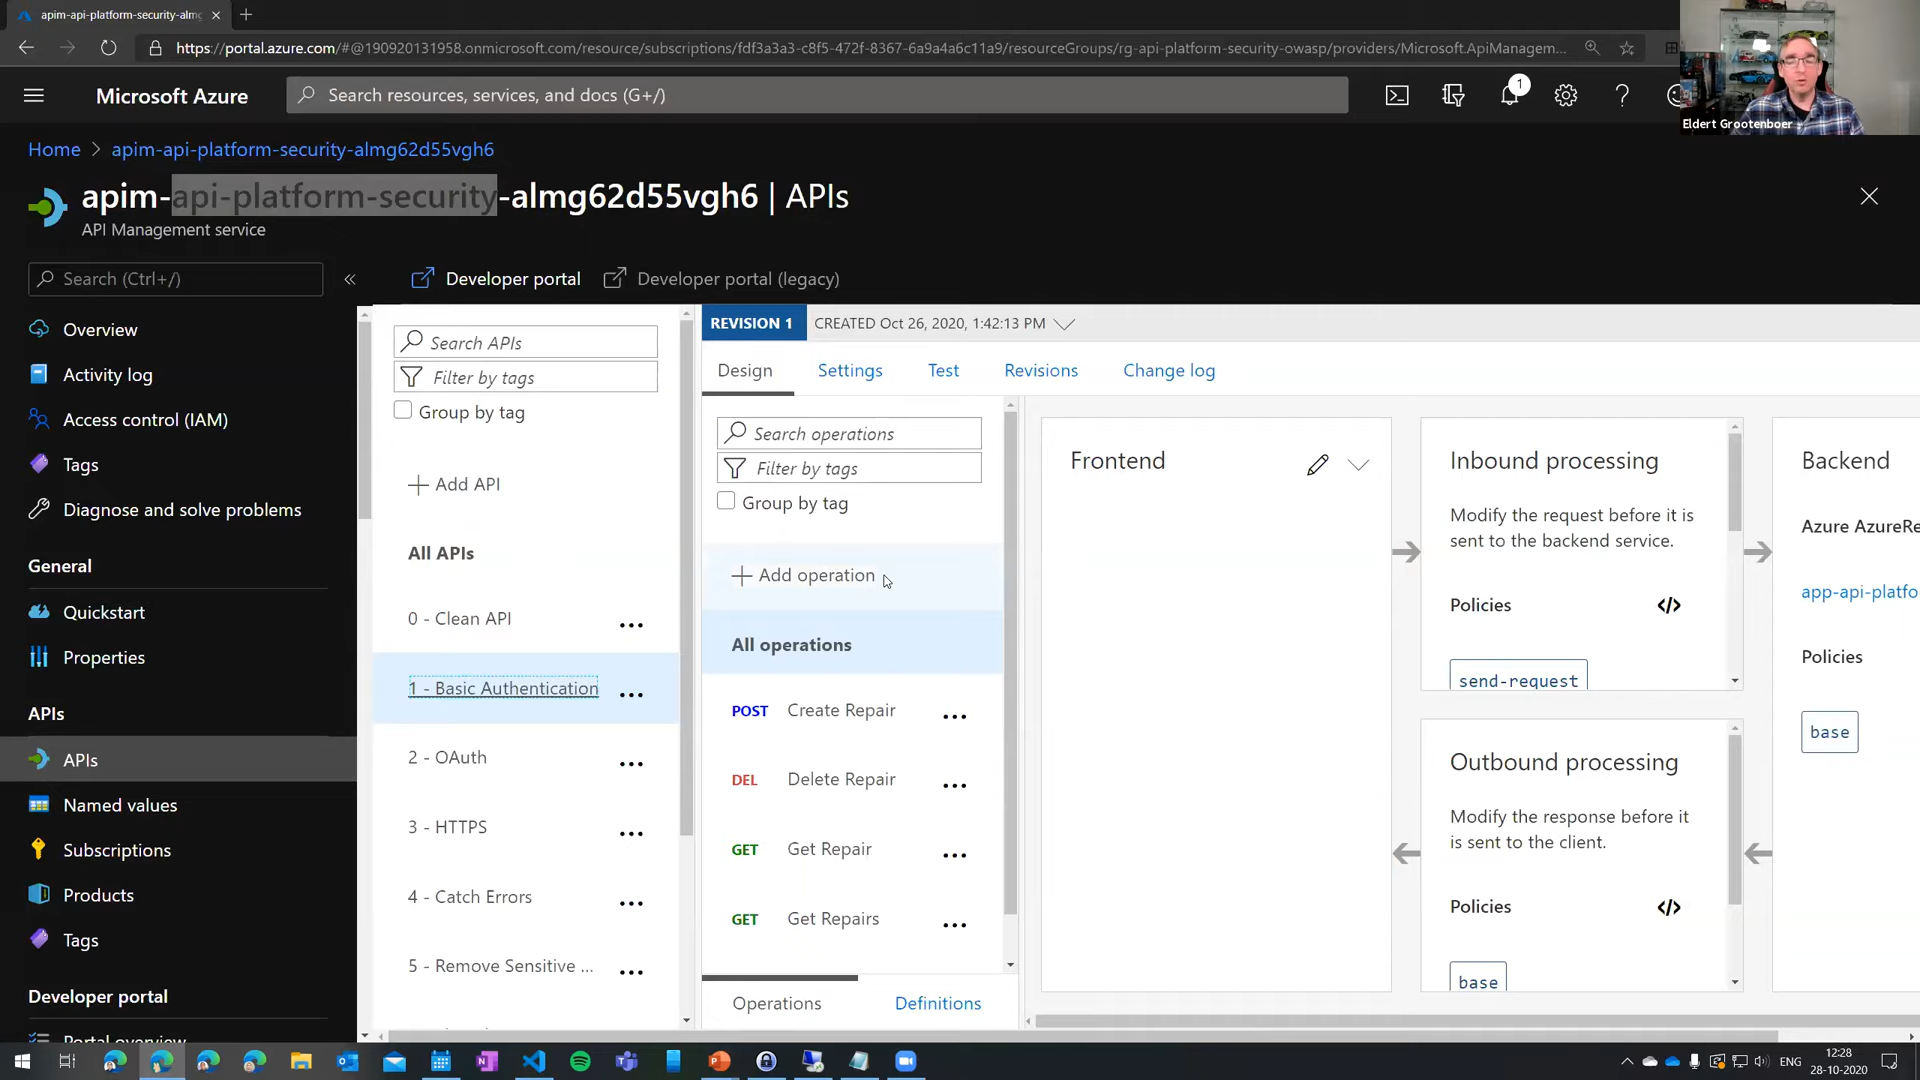 apim-api-platform-security-almg
https://portal.azure.com/#@190920131958.onmicrosoft.com/resource/subscriptions/fdf3a3a3-c8f5-472f-8367-6a9a4a6c11a9/resourceGroups/rg-api-platform-security-owasp/providers/Microsoft.ApiManagem...
Microsoft Azure
Search resources, services, and docs (G+/)
1
Eldert Grootenboer
Home > apim-api-platform-security-almg62d55vgh6
apim-api-platform-security-almg62d55vgh6 | APIs
API Management service
Search (Ctrl+/)
«
Overview
Activity log
Access control (IAM)
Tags
Diagnose and solve problems
General
Quickstart
Properties
APIs
APIs
Named values
Subscriptions
Products
Tags
Developer portal
Portal overview
Developer portal
Developer portal (legacy)
Search APIs
Filter by tags
Group by tag
+ Add API
All APIs
0 - Clean API
1 - Basic Authentication
2 - OAuth
3 - HTTPS
4 - Catch Errors
5 - Remove Sensitive ...
REVISION 1
CREATED Oct 26, 2020, 1:42:13 PM
Design
Settings
Test
Revisions
Change log
Search operations
Filter by tags
Group by tag
+ Add operation
All operations
POST Create Repair
DEL Delete Repair
GET Get Repair
GET Get Repairs
Operations
Definitions
Frontend
Inbound processing
Modify the request before it is
sent to the backend service.
Policies </>
send-request
Outbound processing
Modify the response before it
is sent to the client.
Policies </>
base
Backend
Azure AzureRe
app-api-platfo
Policies
base
ENG
12:28
28-10-2020